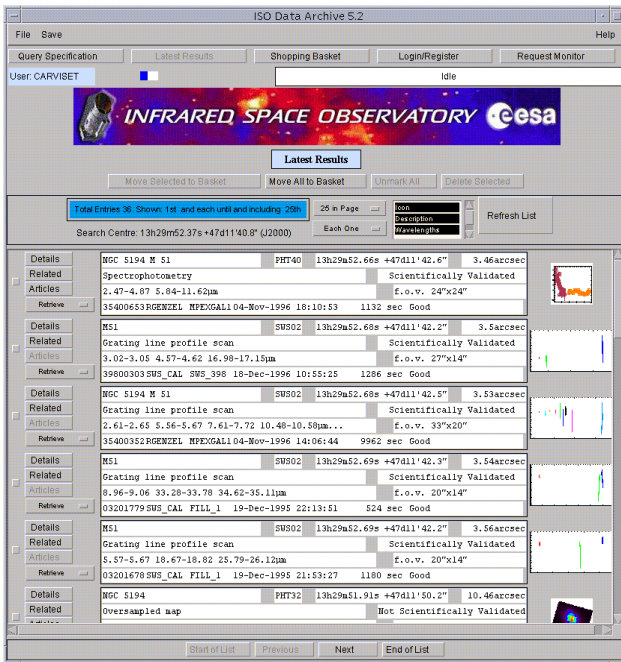 ISO Data Archive 5.2
File Save Help
Query Specification Latest Results Shopping Basket Login/Register Request Monitor
User: CARVISET Idle
INFRARED SPACE OBSERVATORY esa
Latest Results
Move Selected to Basket Move All to Basket Unmark All Delete Selected
Total Entries 36. Shown: 1st and each until and including 25th 25 in Page Icon
Description
Search Centre: 13h29m52.37s +47d11'40.8" (J2000) Each One Wavelengths Refresh List
Details NGC 5194 M 51 PHT40 13h29m52.66s +47d11'42.6" 3.46arcsec
Related Spectrophotometry Scientifically Validated
Articles 2.47-4.87 5.84-11.62µm f.o.v. 24"x24"
Retrieve 35400653RGENZEL MPEXGAL104-Nov-1996 18:10:53 1132 sec Good
Details M51 SWS02 13h29m52.68s +47d11'42.2" 3.5arcsec
Related Grating line profile scan Scientifically Validated
Articles 3.02-3.05 4.57-4.62 16.98-17.15µm f.o.v. 27"x14"
Retrieve 39800303SWS_CAL SWS_398 18-Dec-1996 10:55:25 1286 sec Good
Details NGC 5194 M 51 SWS02 13h29m52.68s +47d11'42.5" 3.53arcsec
Related Grating line profile scan Scientifically Validated
Articles 2.61-2.65 5.56-5.67 7.61-7.72 10.48-10.58µm... f.o.v. 33"x20"
Retrieve 35400352RGENZEL MPEXGAL104-Nov-1996 14:06:44 9962 sec Good
Details M51 SWS02 13h29m52.69s +47d11'42.3" 3.54arcsec
Related Grating line profile scan Scientifically Validated
Articles 8.96-9.06 33.28-33.78 34.62-35.11µm f.o.v. 20"x14"
Retrieve 03201779SWS_CAL FILL_1 19-Dec-1995 22:13:51 524 sec Good
Details M51 SWS02 13h29m52.69s +47d11'42.2" 3.56arcsec
Related Grating line profile scan Scientifically Validated
Articles 5.57-5.67 18.67-18.82 25.79-26.12µm f.o.v. 20"x14"
Retrieve 03201678SWS_CAL FILL_1 19-Dec-1995 21:53:27 1180 sec Good
Details NGC 5194 PHT32 13h29m51.91s +47d11'50.2" 10.46arcsec
Related Oversampled map Not Scientifically Validated
Articles
Start of List Previous Next End of List